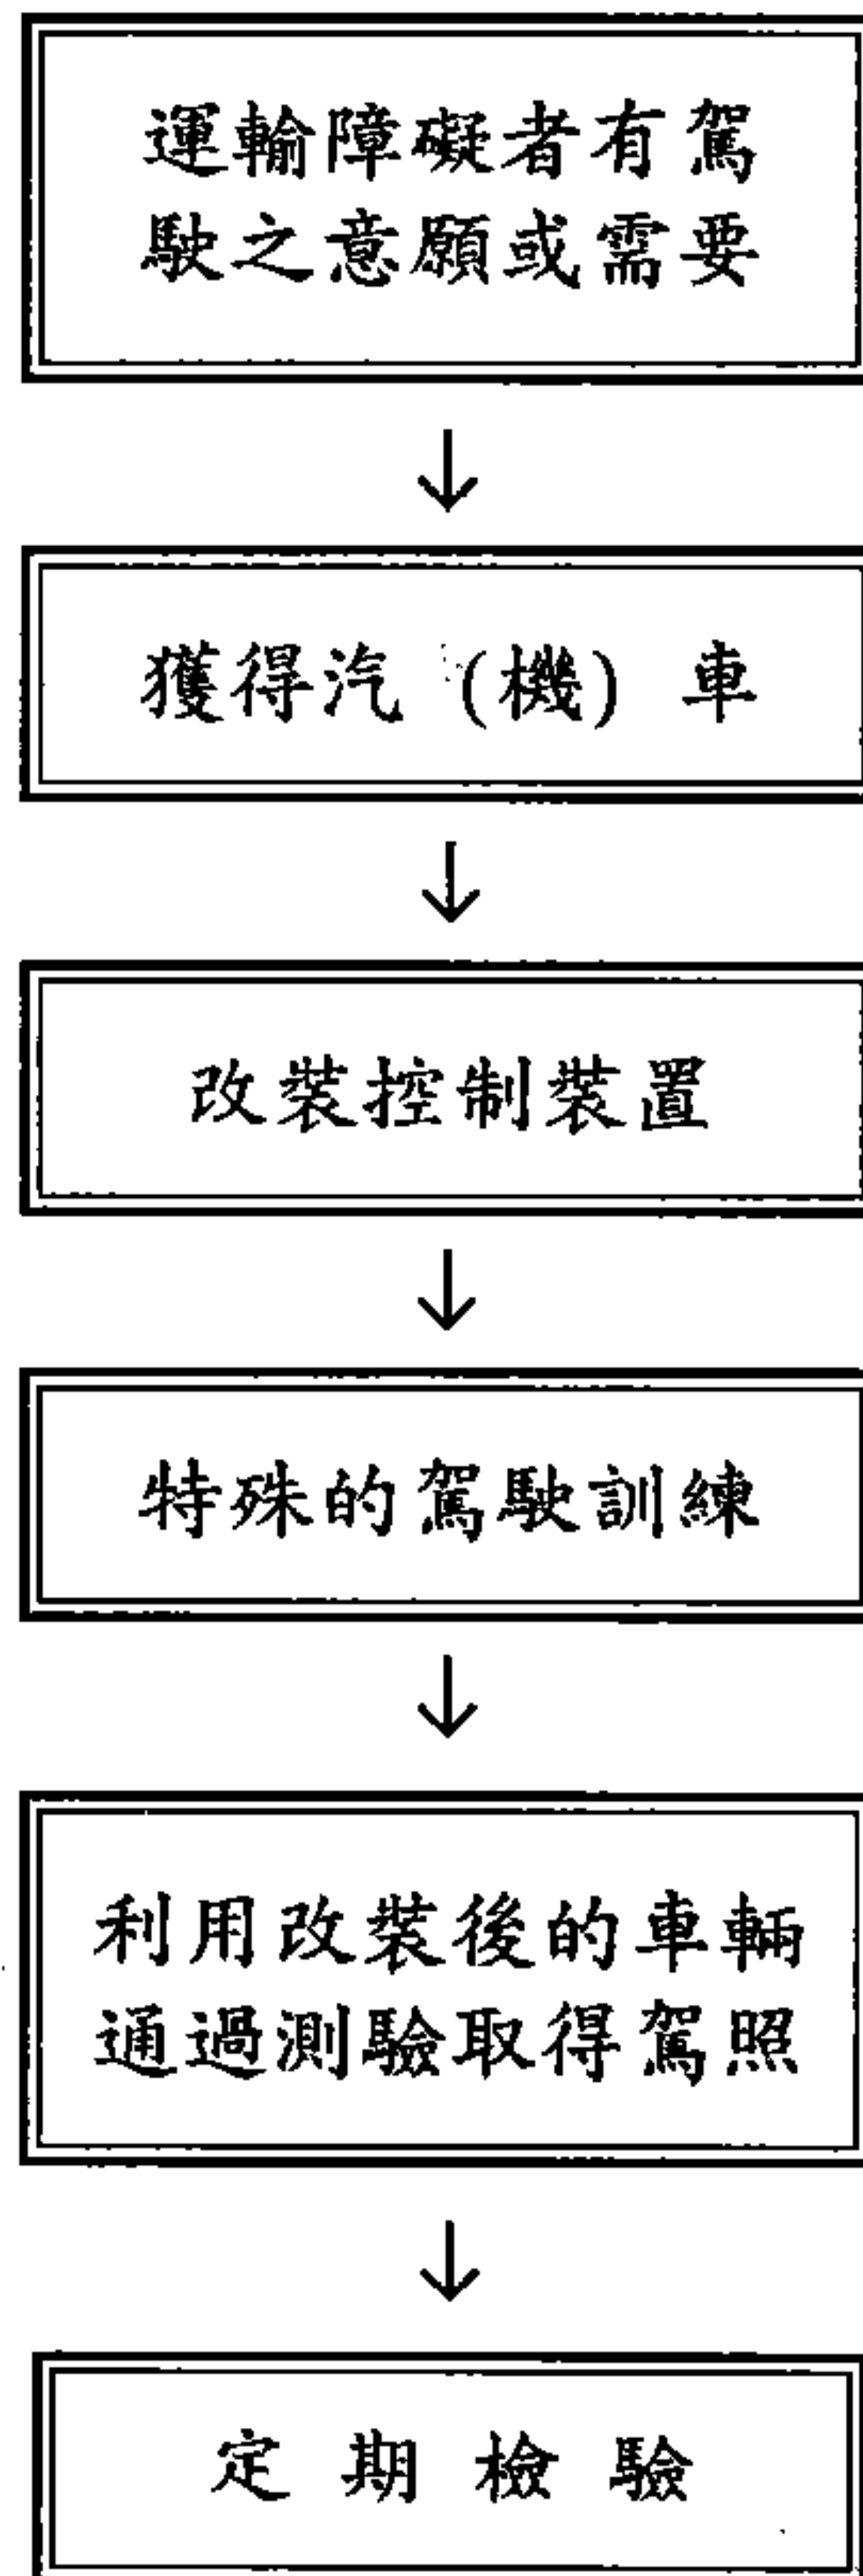 運輸障礙者有駕
駛之意願或需要
↓
獲得汽 (機) 車
↓
改裝控制裝置
↓
特殊的駕駛訓練
↓
利用改裝後的車輛
通過測驗取得駕照
↓
定期檢驗